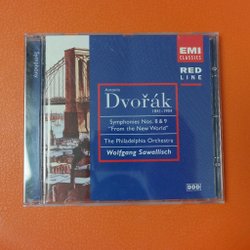 EMI
CLASSICS
RED
LINE
Antonín
Dvořák
1841-1904
Symphonies Nos. 8 & 9
"From the New World"
The Philadelphia Orchestra
Wolfgang Sawallisch
DDD
Symphony